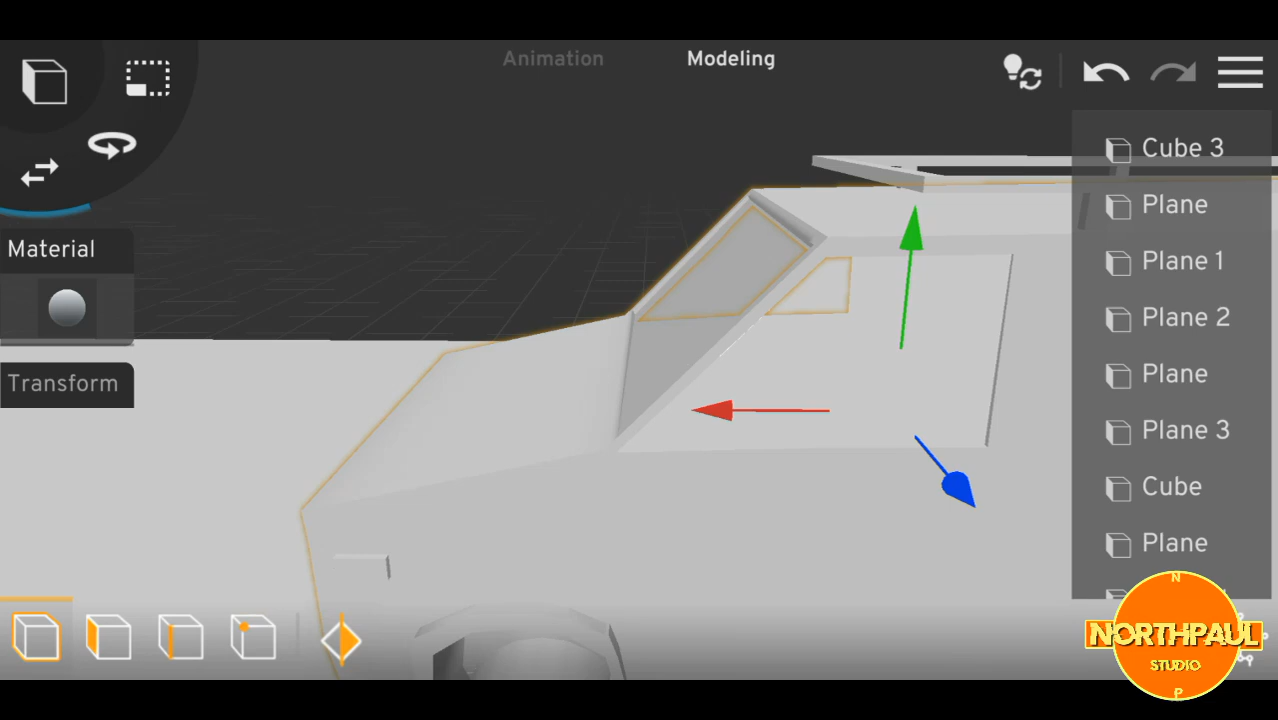 Animation
Modeling
Material
Transform
Cube 3
Plane
Plane 1
Plane 2
Plane
Plane 3
Cube
Plane
N
NORTHPAUL
STUDIO
P